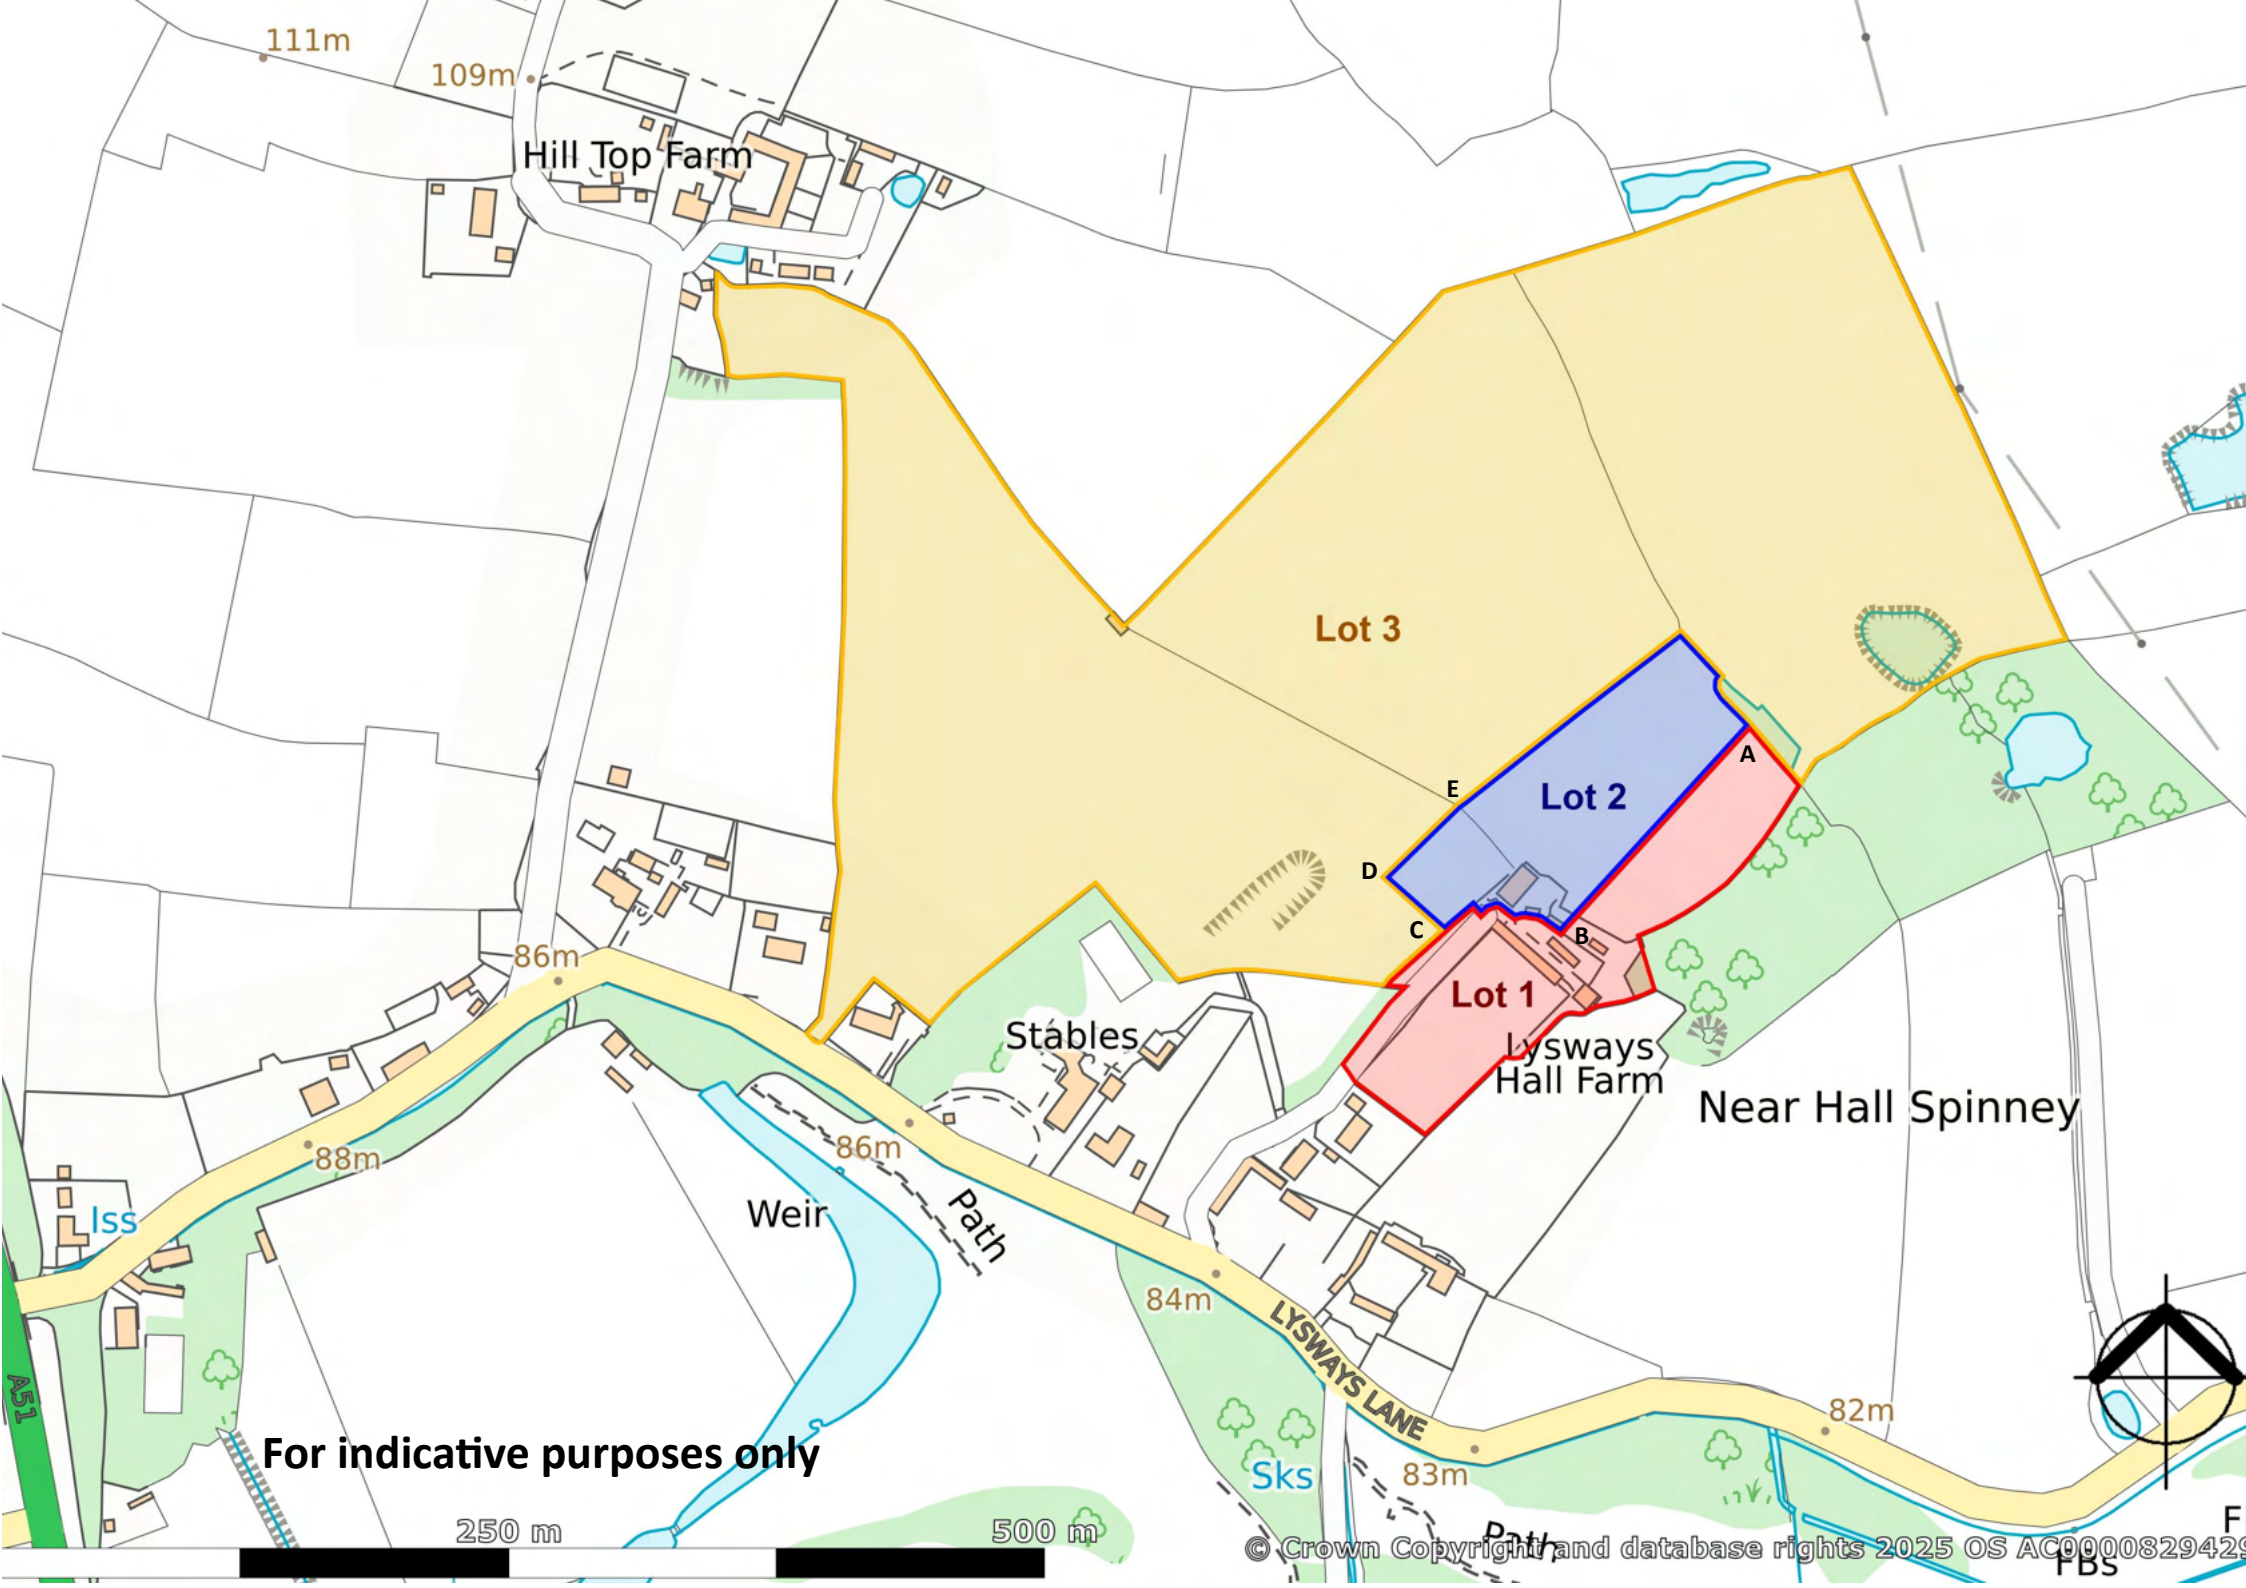 111m
109m
Hill Top Farm
Lot 3
A
E
Lot 2
D
C
B
86m
Lot 1
Stables
Lysways
Hall Farm
Near Hall Spinney
88m
86m
Weir
Path
Iss
84m
LYSWAYS LANE
A51
82m
For indicative purposes only
Sks
83m
250 m
500 m
Path
© Crown Copyright and database rights 2025 OS AC0000829429
FBs